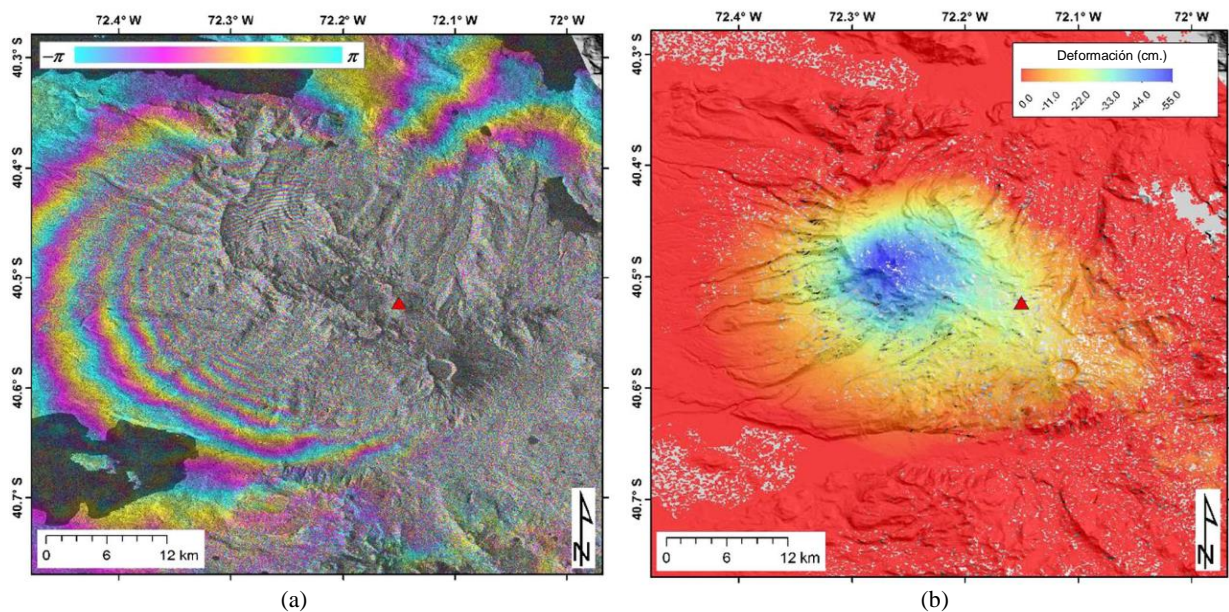 72.4° W 72.3° W 72.2° W 72.1° W 72° W
40.3° S
40.4° S
40.5° S
40.6° S
40.7° S
−π π
N
0 6 12 km
(a)
72.4° W 72.3° W 72.2° W 72.1° W 72° W
40.3° S
40.4° S
40.5° S
40.6° S
40.7° S
Deformación (cm.)
0.0 -11.0 -22.0 -33.0 -44.0 -55.0
N
0 6 12 km
(b)